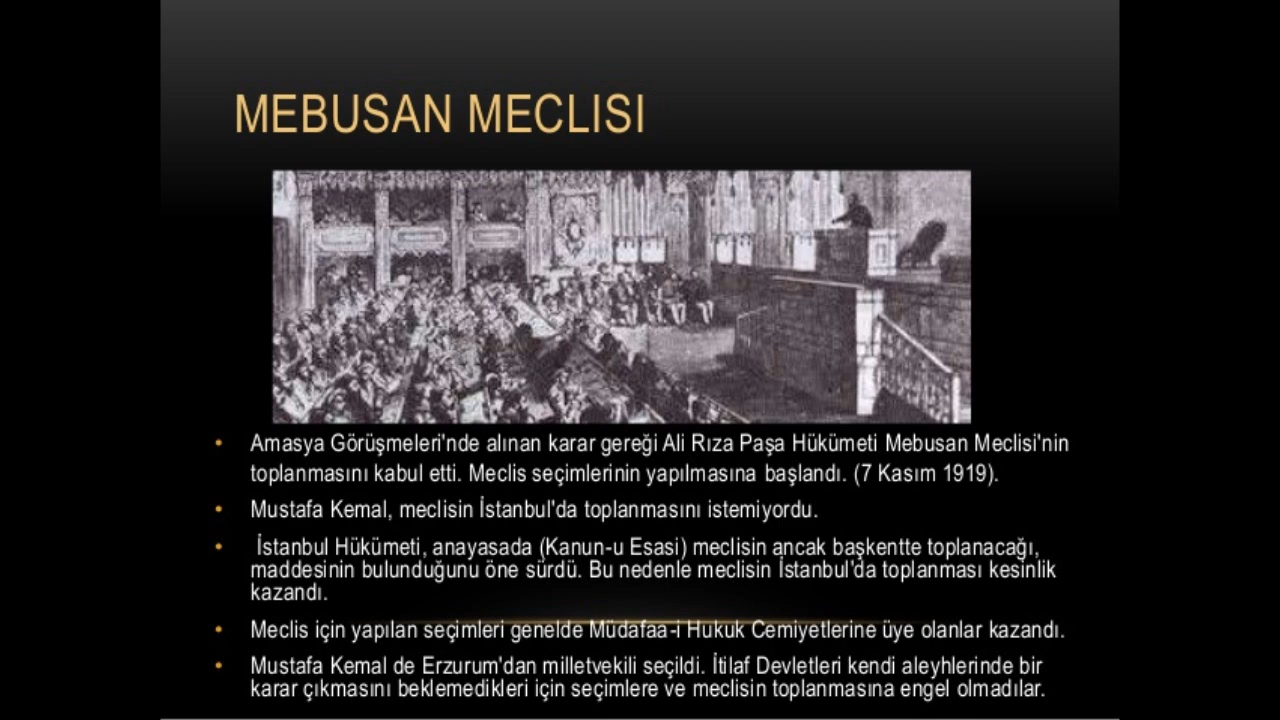 MEBUSAN MECLISI
• Amasya Görüşmeleri'nde alınan karar gereği Ali Rıza Paşa Hükümeti Mebusan Meclisi'nin
toplanmasını kabul etti. Meclis seçimlerinin yapılmasına başlandı. (7 Kasım 1919).
• Mustafa Kemal, meclisin İstanbul'da toplanmasını istemiyordu.
• İstanbul Hükümeti, anayasada (Kanun-u Esasi) meclisin ancak başkentte toplanacağı,
maddesinin bulunduğunu öne sürdü. Bu nedenle meclisin İstanbul'da toplanması kesinlik
kazandı.
• Meclis için yapılan seçimleri genelde Müdafaa-i Hukuk Cemiyetlerine üye olanlar kazandı.
• Mustafa Kemal de Erzurum'dan milletvekili seçildi. İtilaf Devletleri kendi aleyhlerinde bir
karar çıkmasını beklemedikleri için seçimlere ve meclisin toplanmasına engel olmadılar.